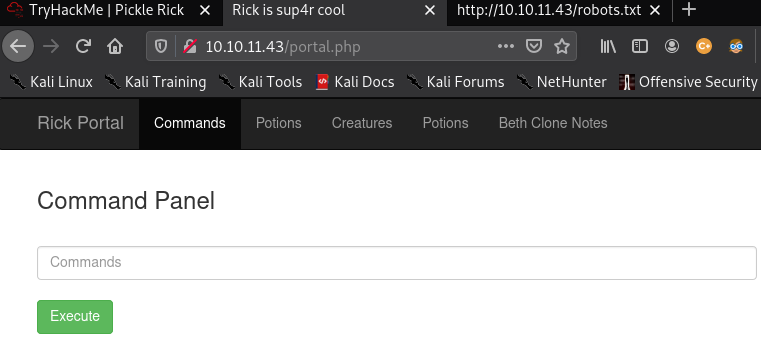 TryHackMe | Pickle Rick Rick is sup4r cool http://10.10.11.43/robots.txt
10.10.11.43/portal.php
Kali Linux Kali Training Kali Tools Kali Docs Kali Forums NetHunter Offensive Security
Rick Portal Commands Potions Creatures Potions Beth Clone Notes
Command Panel
Commands
Execute